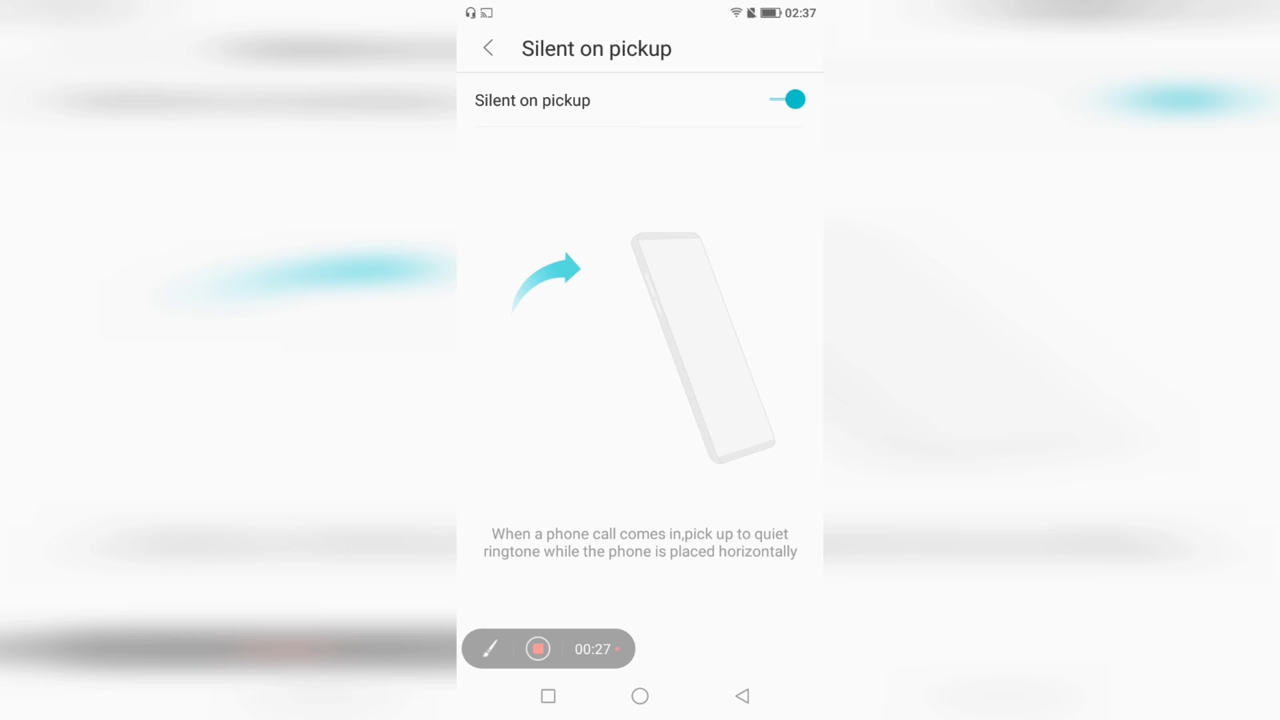 02:37
Silent on pickup
Silent on pickup
When a phone call comes in,pick up to quiet
ringtone while the phone is placed horizontally
00:27